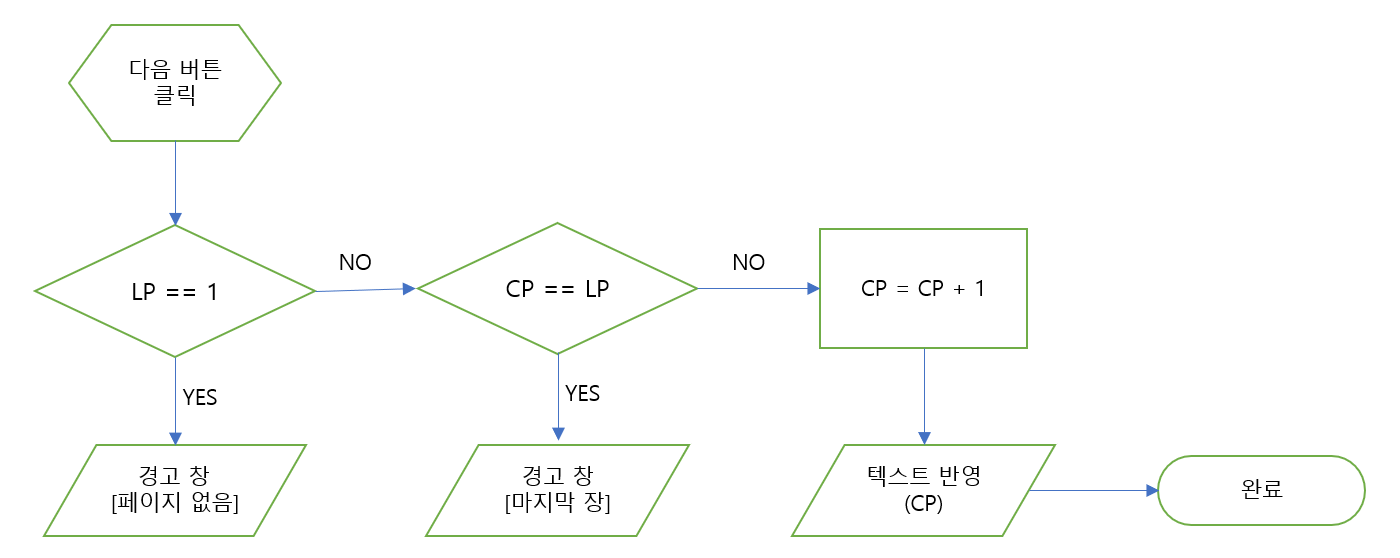 다음 버튼
클릭
LP == 1
NO
CP == LP
NO
CP = CP + 1
YES
YES
경고 창
[페이지 없음]
경고 창
[마지막 장]
텍스트 반영
(CP)
완료